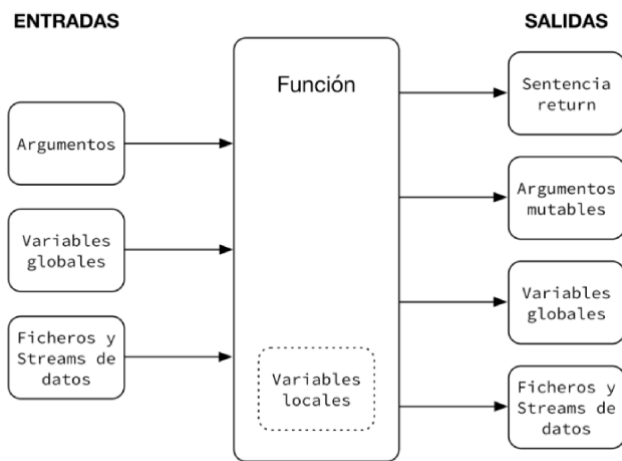 ENTRADAS
SALIDAS
Función
Argumentos
Variables
globales
Ficheros y
Streams de
datos
Variables
locales
Sentencia
return
Argumentos
mutables
Variables
globales
Ficheros y
Streams de
datos